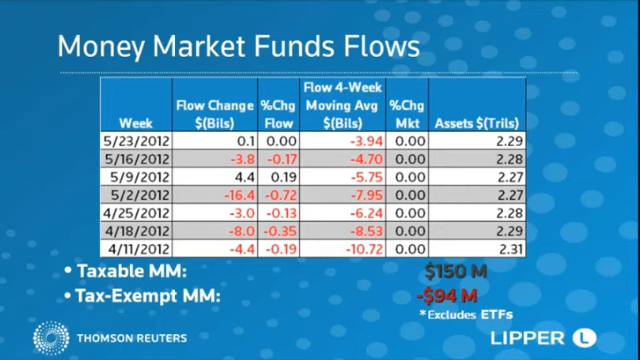 Money Market Funds Flows
Week Flow Change $(Bils) %Chg Flow Flow 4-Week Moving Avg $(Bils) %Chg Mkt Assets $(Trils)
5/23/2012 0.1 0.00 -3.94 0.00 2.29
5/16/2012 -3.8 -0.17 -4.70 0.00 2.28
5/9/2012 4.4 0.19 -5.75 0.00 2.27
5/2/2012 -16.4 -0.72 -7.95 0.00 2.27
4/25/2012 -3.0 -0.13 -6.24 0.00 2.28
4/18/2012 -8.0 -0.35 -8.53 0.00 2.29
4/11/2012 -4.4 -0.19 -10.72 0.00 2.31
• Taxable MM: $150 M
• Tax-Exempt MM: -$94 M
*Excludes ETFs
THOMSON REUTERS
LIPPER L